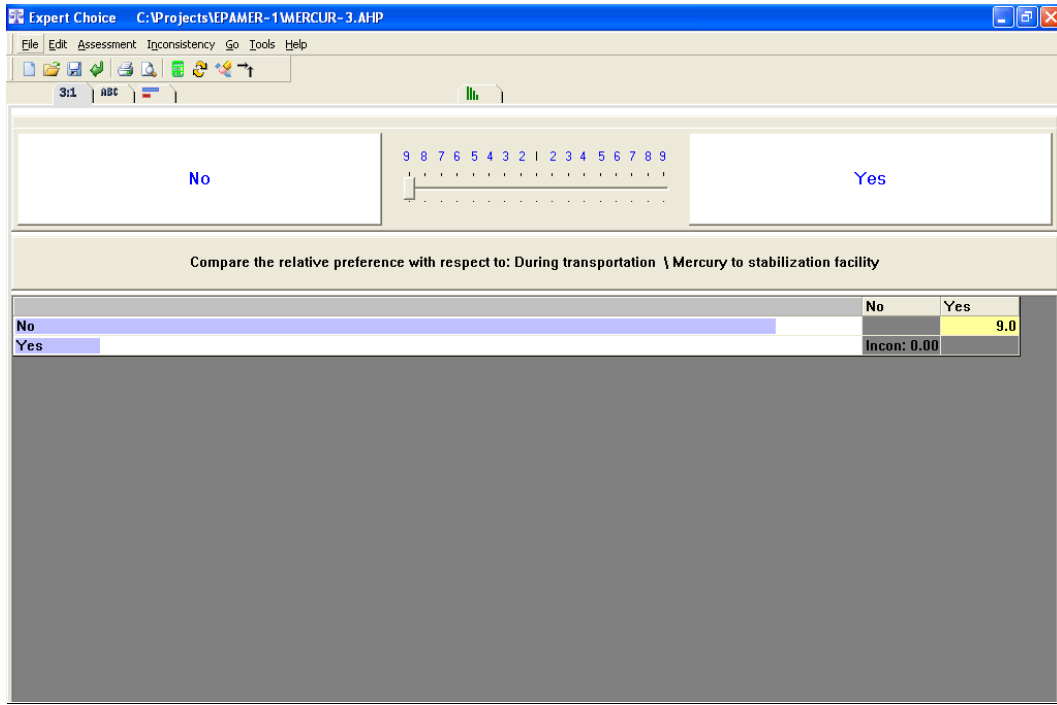 Expert Choice C:\Projects\EPAMER~1\MERCUR~3.AHP
File Edit Assessment Inconsistency Go Tools Help
3:1 ABC
9 8 7 6 5 4 3 2 1 2 3 4 5 6 7 8 9
No Yes
Compare the relative preference with respect to: During transportation \ Mercury to stabilization facility
No Yes
No 9.0
Yes Incon: 0.00